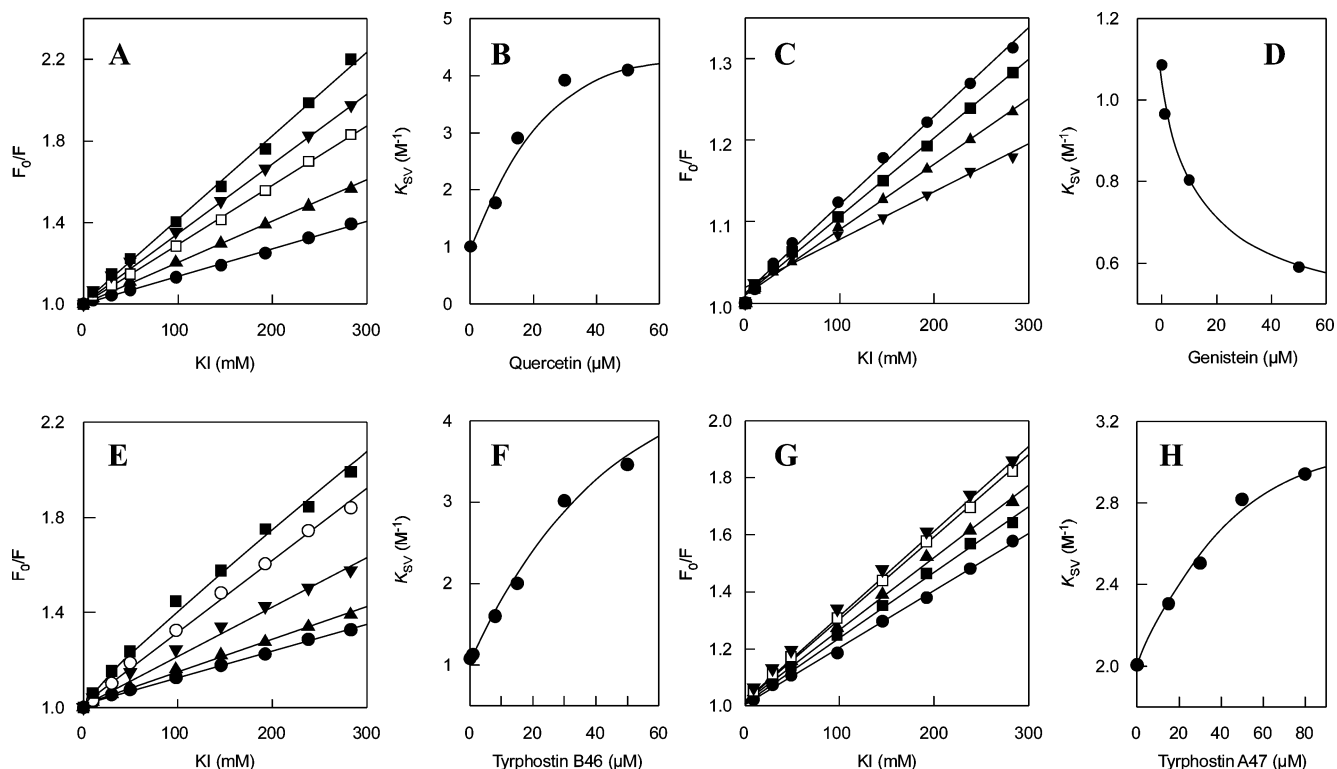 A
F0/F
2.2
1.8
1.4
1.0
0
100
200
300
KI (mM)
B
KSV (M-1)
5
4
3
2
1
0
0
20
40
60
Quercetin (µM)
C
F0/F
1.3
1.2
1.1
1.0
0
100
200
300
KI (mM)
D
KSV (M-1)
1.2
1.0
0.8
0.6
0
20
40
60
Genistein (µM)
E
F0/F
2.2
1.8
1.4
1.0
0
100
200
300
KI (mM)
F
KSV (M-1)
4
3
2
1
0
20
40
60
Tyrphostin B46 (µM)
G
F0/F
2.0
1.8
1.6
1.4
1.2
1.0
0
100
200
300
KI (mM)
H
KSV (M-1)
3.2
2.8
2.4
2.0
0
20
40
60
80
Tyrphostin A47 (µM)